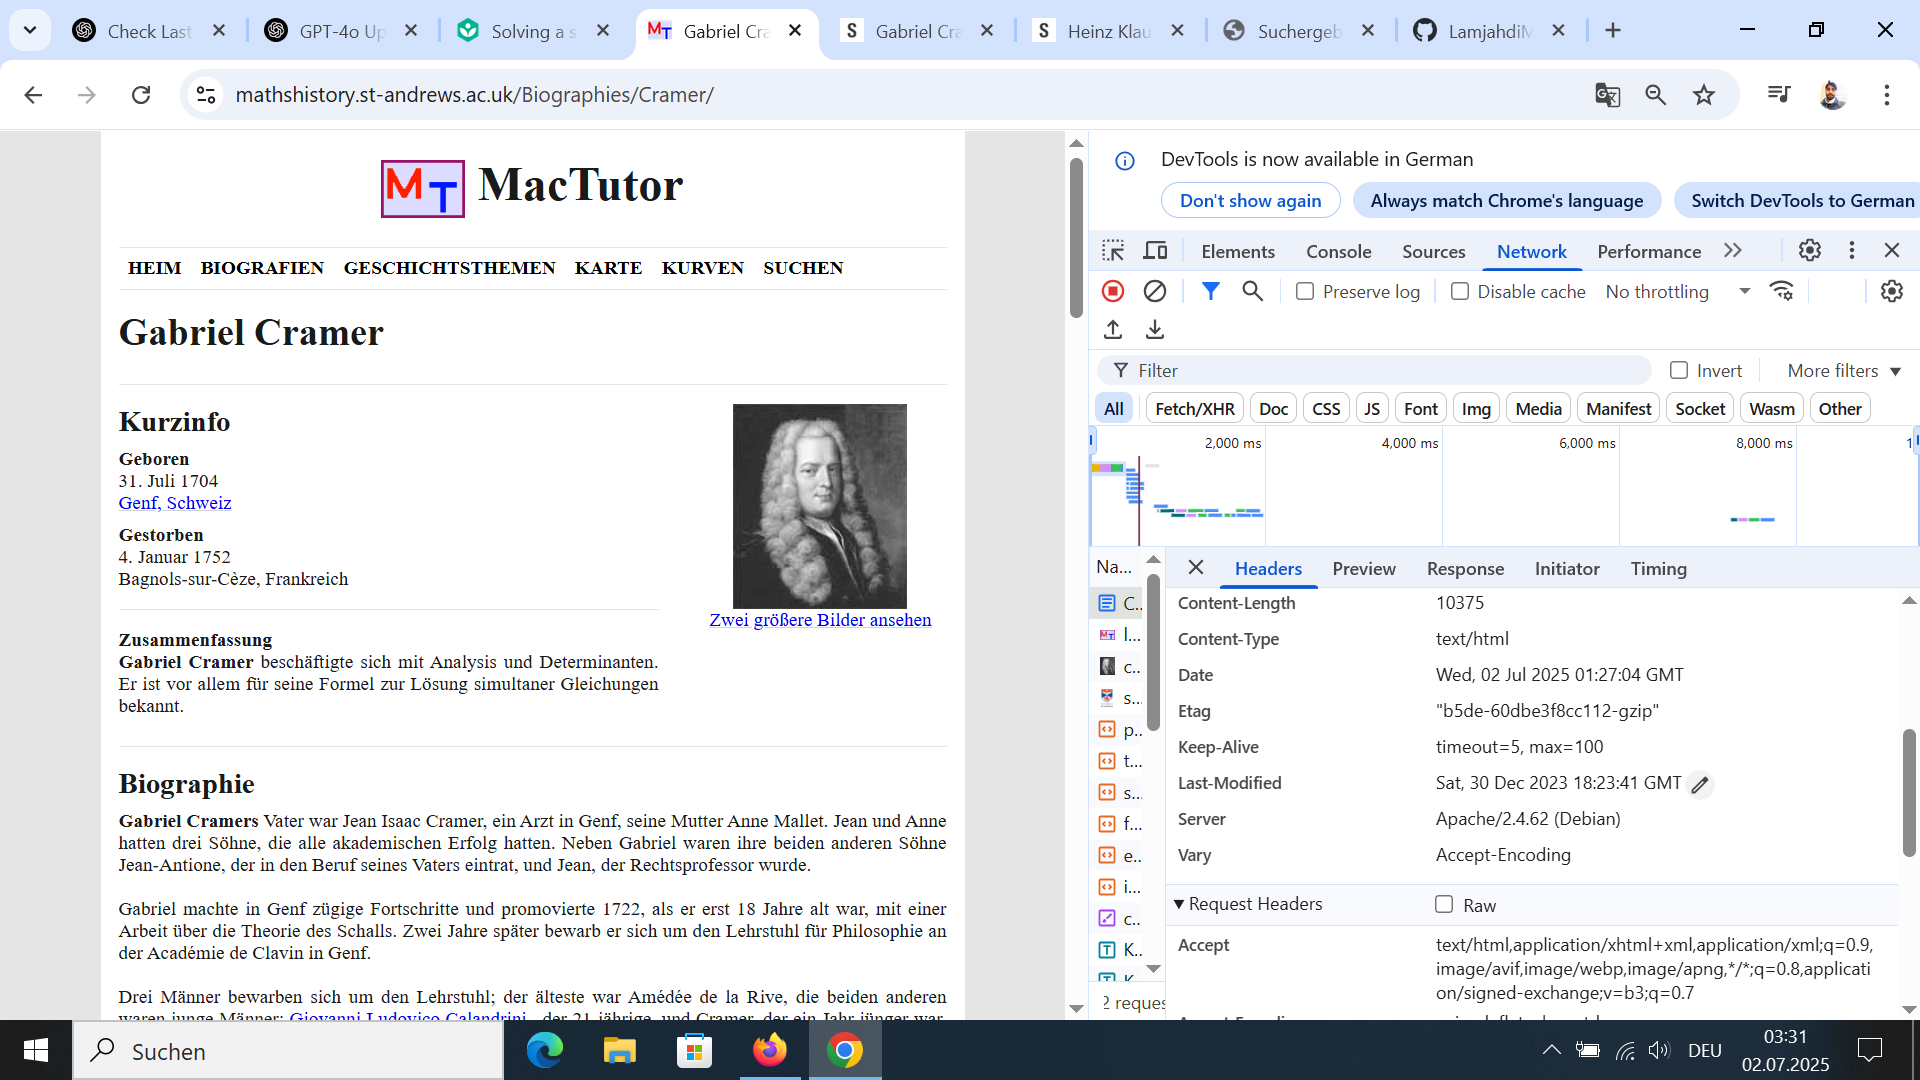 Check Last
GPT-4o Up
Solving a s
Gabriel Cra
Gabriel Cra
Heinz Klau
Suchergeb
LamjahdiM
mathshistory.st-andrews.ac.uk/Biographies/Cramer/
MT MacTutor
HEIM BIOGRAFIEN GESCHICHTSTHEMEN KARTE KURVEN SUCHEN
Gabriel Cramer
Kurzinfo
Geboren
31. Juli 1704
Genf, Schweiz
Gestorben
4. Januar 1752
Bagnols-sur-Cèze, Frankreich
Zwei größere Bilder ansehen
Zusammenfassung
Gabriel Cramer beschäftigte sich mit Analysis und Determinanten.
Er ist vor allem für seine Formel zur Lösung simultaner Gleichungen
bekannt.
Biographie
Gabriel Cramers Vater war Jean Isaac Cramer, ein Arzt in Genf, seine Mutter Anne Mallet. Jean und Anne
hatten drei Söhne, die alle akademischen Erfolg hatten. Neben Gabriel waren ihre beiden anderen Söhne
Jean-Antione, der in den Beruf seines Vaters eintrat, und Jean, der Rechtsprofessor wurde.
Gabriel machte in Genf zügige Fortschritte und promovierte 1722, als er erst 18 Jahre alt war, mit einer
Arbeit über die Theorie des Schalls. Zwei Jahre später bewarb er sich um den Lehrstuhl für Philosophie an
der Académie de Clavin in Genf.
Drei Männer bewarben sich um den Lehrstuhl; der älteste war Amédée de la Rive, die beiden anderen
waren junge Männer: Giovanni Ludovico Calandrini, der 21-jährige, und Cramer, der ein Jahr jünger war.
DevTools is now available in German
Don't show again
Always match Chrome's language
Switch DevTools to German
Elements Console Sources Network Performance
Preserve log Disable cache No throttling
Filter
Invert
More filters
All Fetch/XHR Doc CSS JS Font Img Media Manifest Socket Wasm Other
2,000 ms 4,000 ms 6,000 ms 8,000 ms 1
Na...
C..
l...
c..
s...
p..
t...
s...
f...
e..
i...
c..
K..
2 reques
Headers Preview Response Initiator Timing
Content-Length 10375
Content-Type text/html
Date Wed, 02 Jul 2025 01:27:04 GMT
Etag "b5de-60dbe3f8cc112-gzip"
Keep-Alive timeout=5, max=100
Last-Modified Sat, 30 Dec 2023 18:23:41 GMT
Server Apache/2.4.62 (Debian)
Vary Accept-Encoding
Request Headers Raw
Accept text/html,application/xhtml+xml,application/xml;q=0.9,
image/avif,image/webp,image/apng,*/*;q=0.8,applicati
on/signed-exchange;v=b3;q=0.7
Suchen
DEU
03:31
02.07.2025